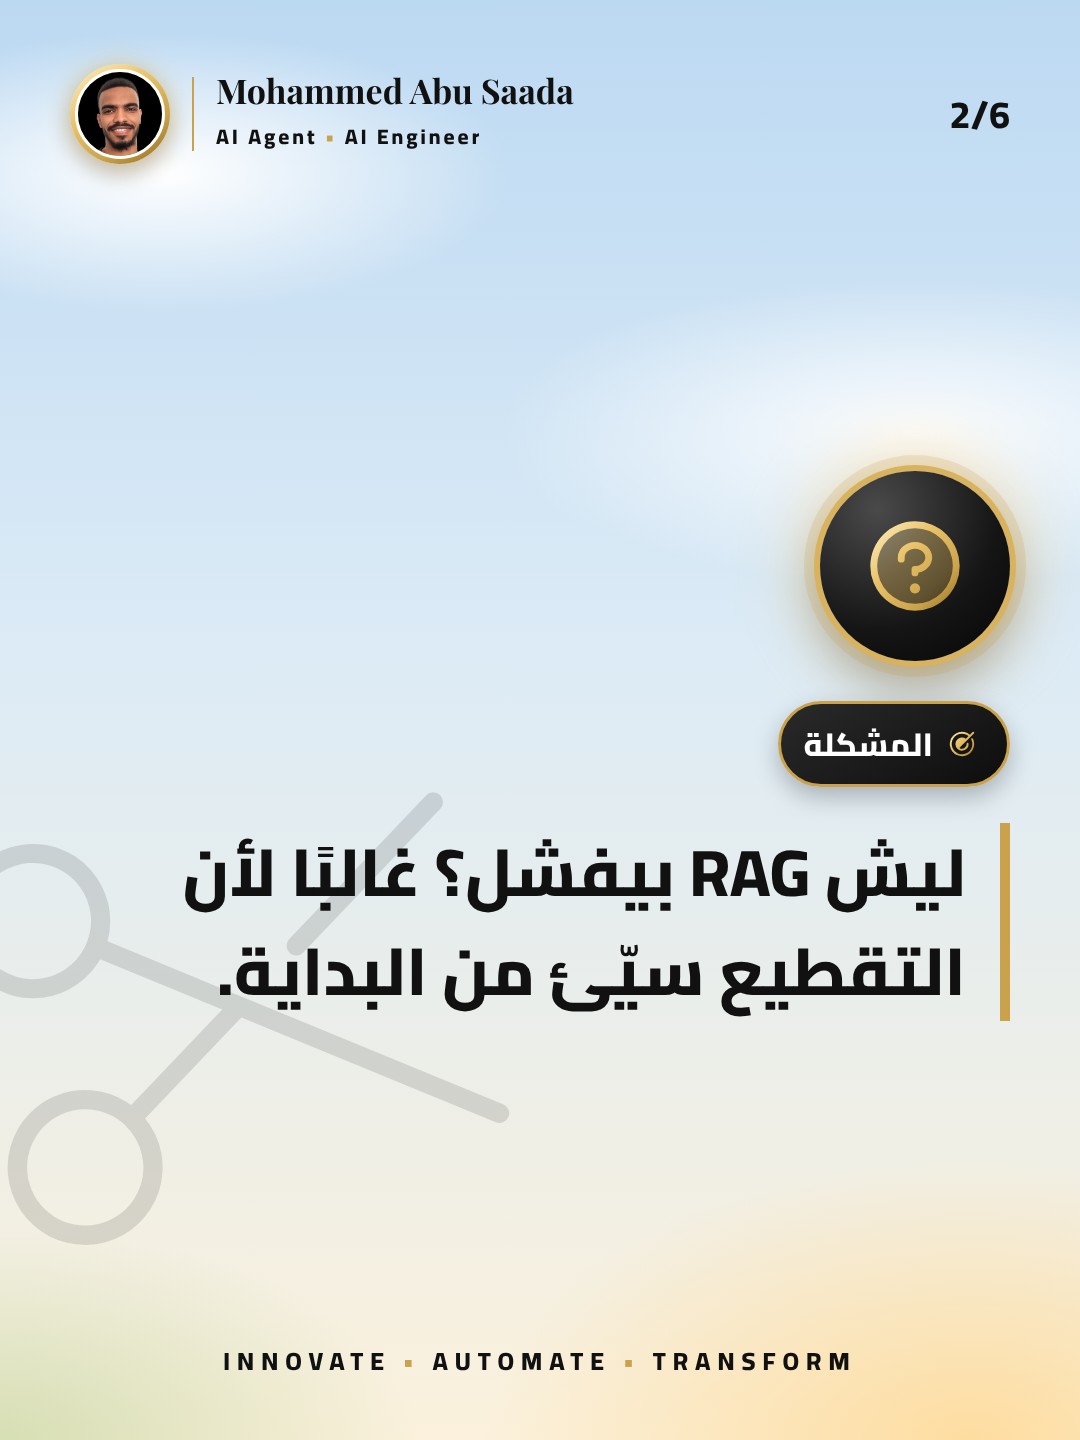 Mohammed Abu Saada
AI Agent ▪ AI Engineer
2/6
المشكلة
ليش RAG بيفشل؟ غالبًا لأن
التقطيع سيّئ من البداية.
INNOVATE ▪ AUTOMATE ▪ TRANSFORM